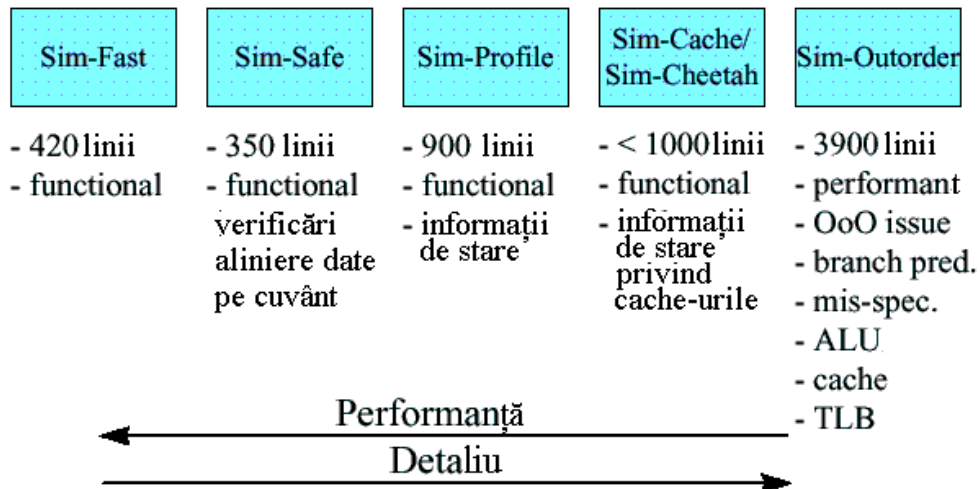 Sim-Fast
- 420 linii
- functional
Sim-Safe
- 350 linii
- functional
verificări
aliniere date
pe cuvânt
Sim-Profile
- 900 linii
- functional
- informații
de stare
Sim-Cache/
Sim-Cheetah
- < 1000 linii
- functional
- informații
de stare
privind
cache-urile
Sim-Outorder
- 3900 linii
- performant
- OoO issue
- branch pred.
- mis-spec.
- ALU
- cache
- TLB
Performanță
Detaliu